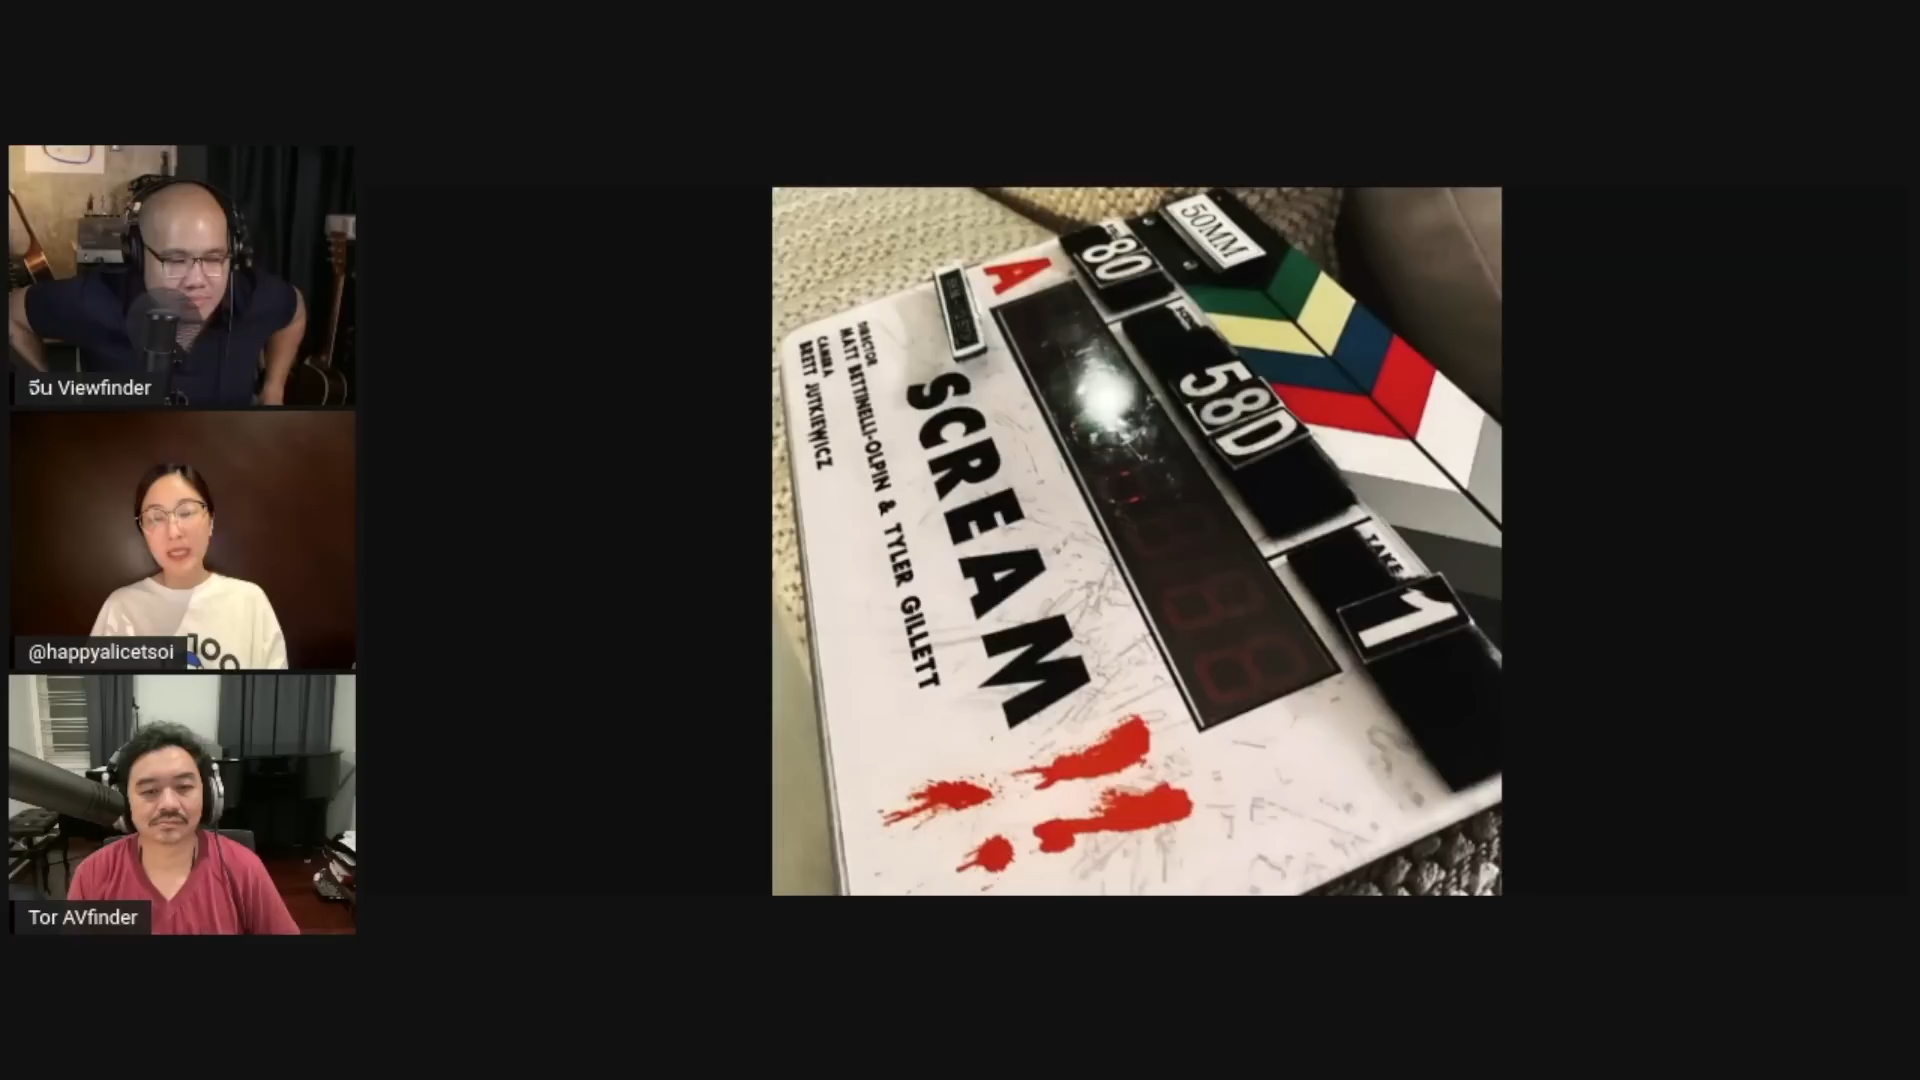 จีน Viewfinder
@happyalicetsoi
Tor AVfinder
50MM
80
A
58D
TAKE
1
SCREAM
DIRECTOR
MATT BETTINELLI-OLPIN & TYLER GILLETT
CAMERA
BRETT JUTKIEWICZ